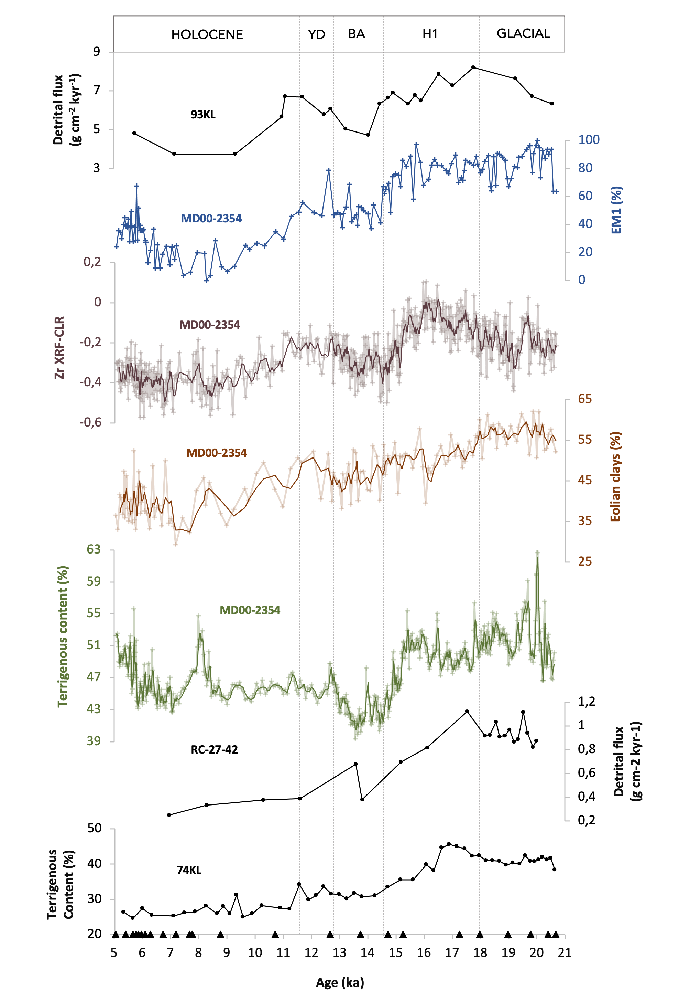 HOLOCENE YD BA H1 GLACIAL
9
7
5
3
Detrital flux
(g cm-2 kyr-1)
93KL
100
80
60
40
20
0
EM1 (%)
MD00-2354
0,2
0
-0,2
-0,4
-0,6
Zr XRF-CLR
MD00-2354
65
55
45
35
25
Eolian clays (%)
MD00-2354
63
59
55
51
47
43
39
Terrigenous content (%)
MD00-2354
1,2
1
0,8
0,6
0,4
0,2
Detrital flux
(g cm-2 kyr-1)
RC-27-42
50
40
30
20
Terrigenous
Content (%)
74KL
5 6 7 8 9 10 11 12 13 14 15 16 17 18 19 20 21
Age (ka)